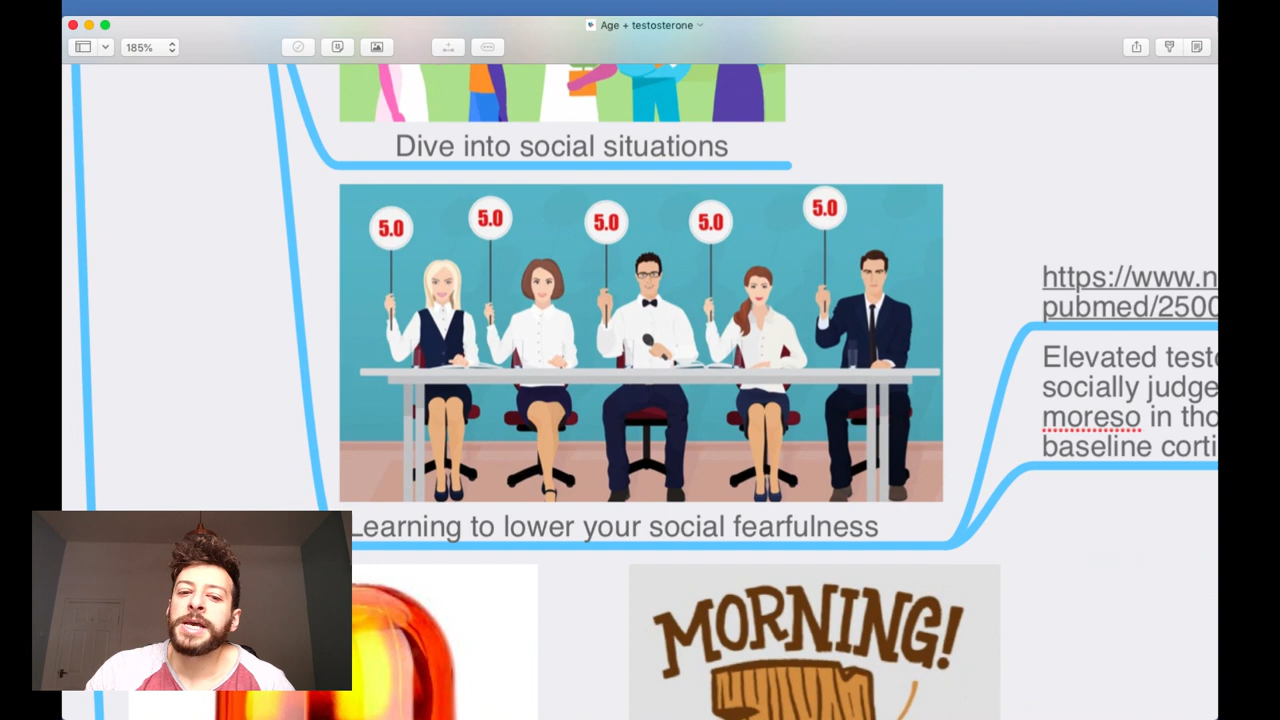 Age + testosterone
185%
Dive into social situations
5.0
5.0
5.0
5.0
5.0
https://www.n
pubmed/2500
Elevated test
socially judge
moreso in tho
baseline corti
Learning to lower your social fearfulness
MORNING!